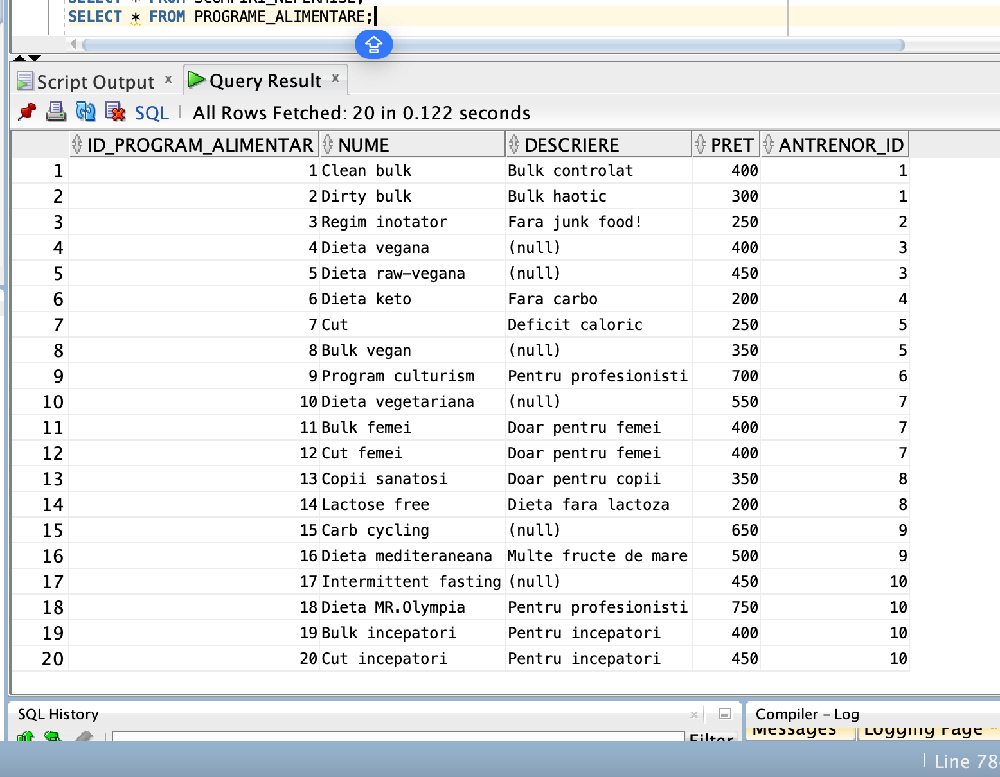 SELECT * FROM SCUMPIRI_NEPERMISE;
SELECT * FROM PROGRAME_ALIMENTARE;
Script Output x Query Result x
SQL All Rows Fetched: 20 in 0.122 seconds
ID_PROGRAM_ALIMENTAR NUME DESCRIERE PRET ANTRENOR_ID
1 1 Clean bulk Bulk controlat 400 1
2 2 Dirty bulk Bulk haotic 300 1
3 3 Regim inotator Fara junk food! 250 2
4 4 Dieta vegana (null) 400 3
5 5 Dieta raw-vegana (null) 450 3
6 6 Dieta keto Fara carbo 200 4
7 7 Cut Deficit caloric 250 5
8 8 Bulk vegan (null) 350 5
9 9 Program culturism Pentru profesionisti 700 6
10 10 Dieta vegetariana (null) 550 7
11 11 Bulk femei Doar pentru femei 400 7
12 12 Cut femei Doar pentru femei 400 7
13 13 Copii sanatosi Doar pentru copii 350 8
14 14 Lactose free Dieta fara lactoza 200 8
15 15 Carb cycling (null) 650 9
16 16 Dieta mediteraneana Multe fructe de mare 500 9
17 17 Intermittent fasting (null) 450 10
18 18 Dieta MR.Olympia Pentru profesionisti 750 10
19 19 Bulk incepatori Pentru incepatori 400 10
20 20 Cut incepatori Pentru incepatori 450 10
SQL History
Compiler - Log
Filter
Messages Logging Page
Line 78